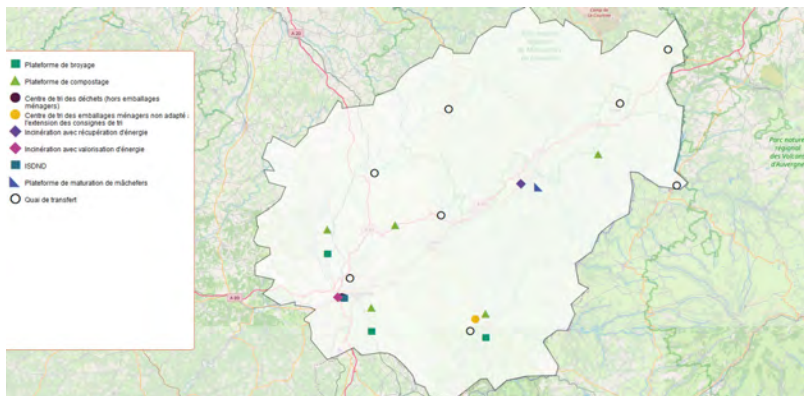 Plateforme de broyage
Plateforme de compostage
Centre de tri des déchets (hors emballages
ménagers)
Centre de tri des emballages ménagers non adapté
l'extension des consignes de tri
Incinération avec récupération d'énergie
Incinération avec valorisation d'énergie
ISDND
Plateforme de maturation de mâchefers
Quai de transfert
A 20
A 89
Parc naturel
régional
des Volcans
d'Auvergne